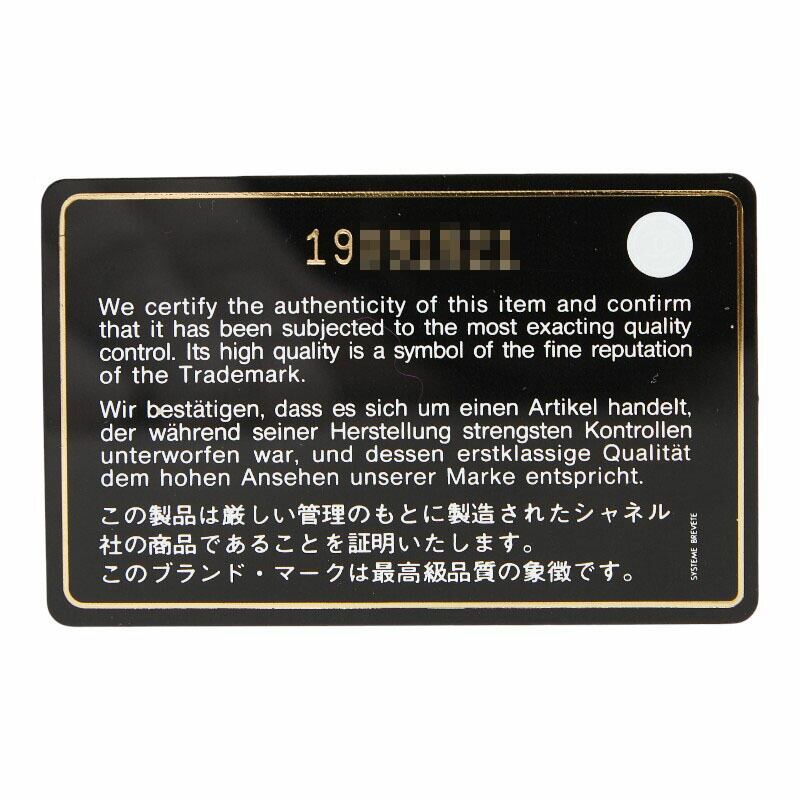 19
We certify the authenticity of this item and confirm
that it has been subjected to the most exacting quality
control. Its high quality is a symbol of the fine reputation
of the Trademark.
Wir bestätigen, dass es sich um einen Artikel handelt,
der während seiner Herstellung strengsten Kontrollen
unterworfen war, und dessen erstklassige Qualität
dem hohen Ansehen unserer Marke entspricht.
この製品は厳しい管理のもとに製造されたシャネル
社の商品であることを証明いたします。
このブランド・マークは最高級品質の象徴です。
SYSTEME BREVETE